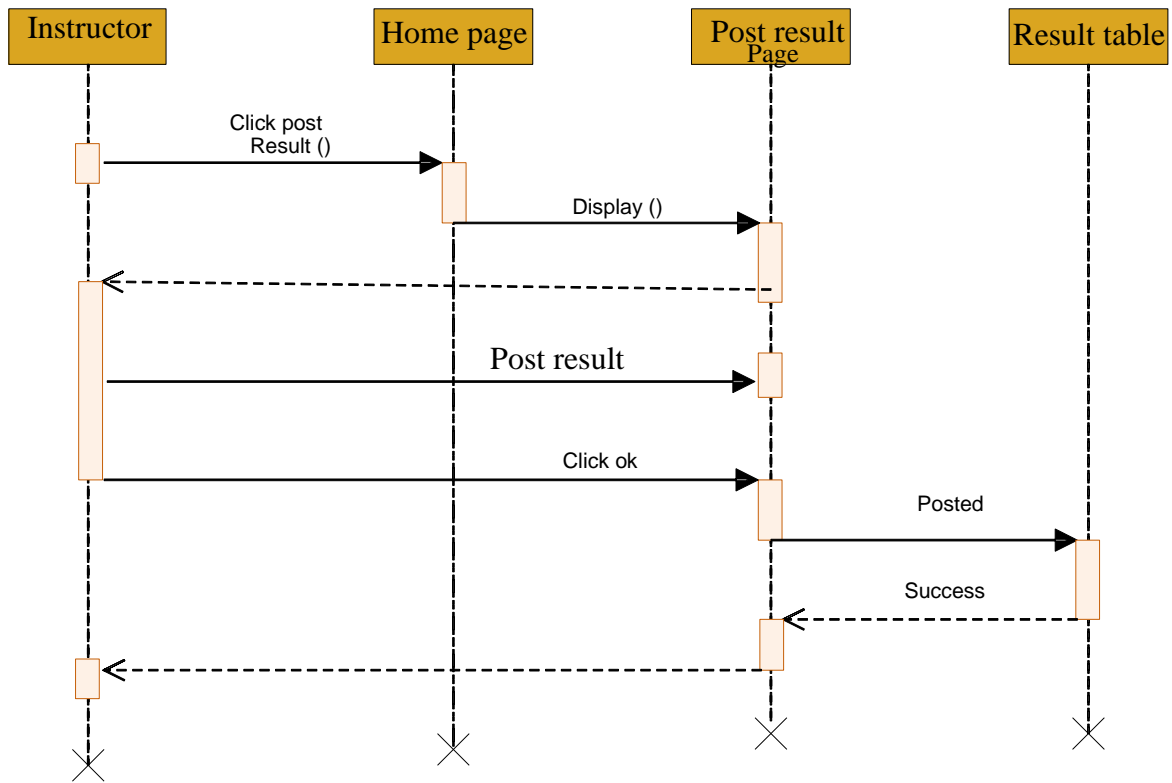 Instructor
Home page
Post result
Page
Result table
Click post
Result ()
Display ()
Post result
Click ok
Posted
Success